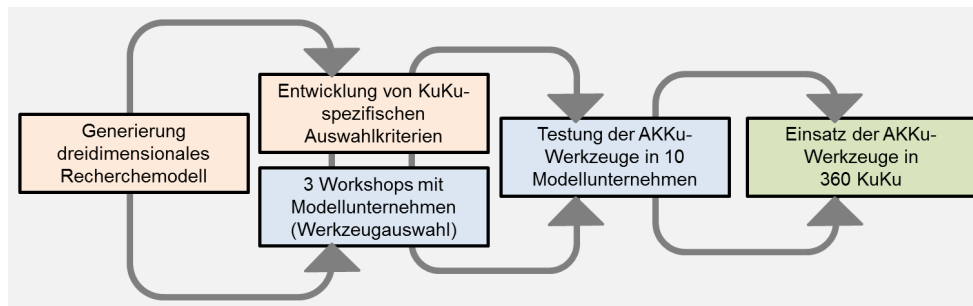 Generierung
dreidimensionales
Recherchemodell
Entwicklung von KuKu-
spezifischen
Auswahlkriterien
3 Workshops mit
Modellunternehmen
(Werkzeugauswahl)
Testung der AKKu-
Werkzeuge in 10
Modellunternehmen
Einsatz der AKKu-
Werkzeuge in
360 KuKu